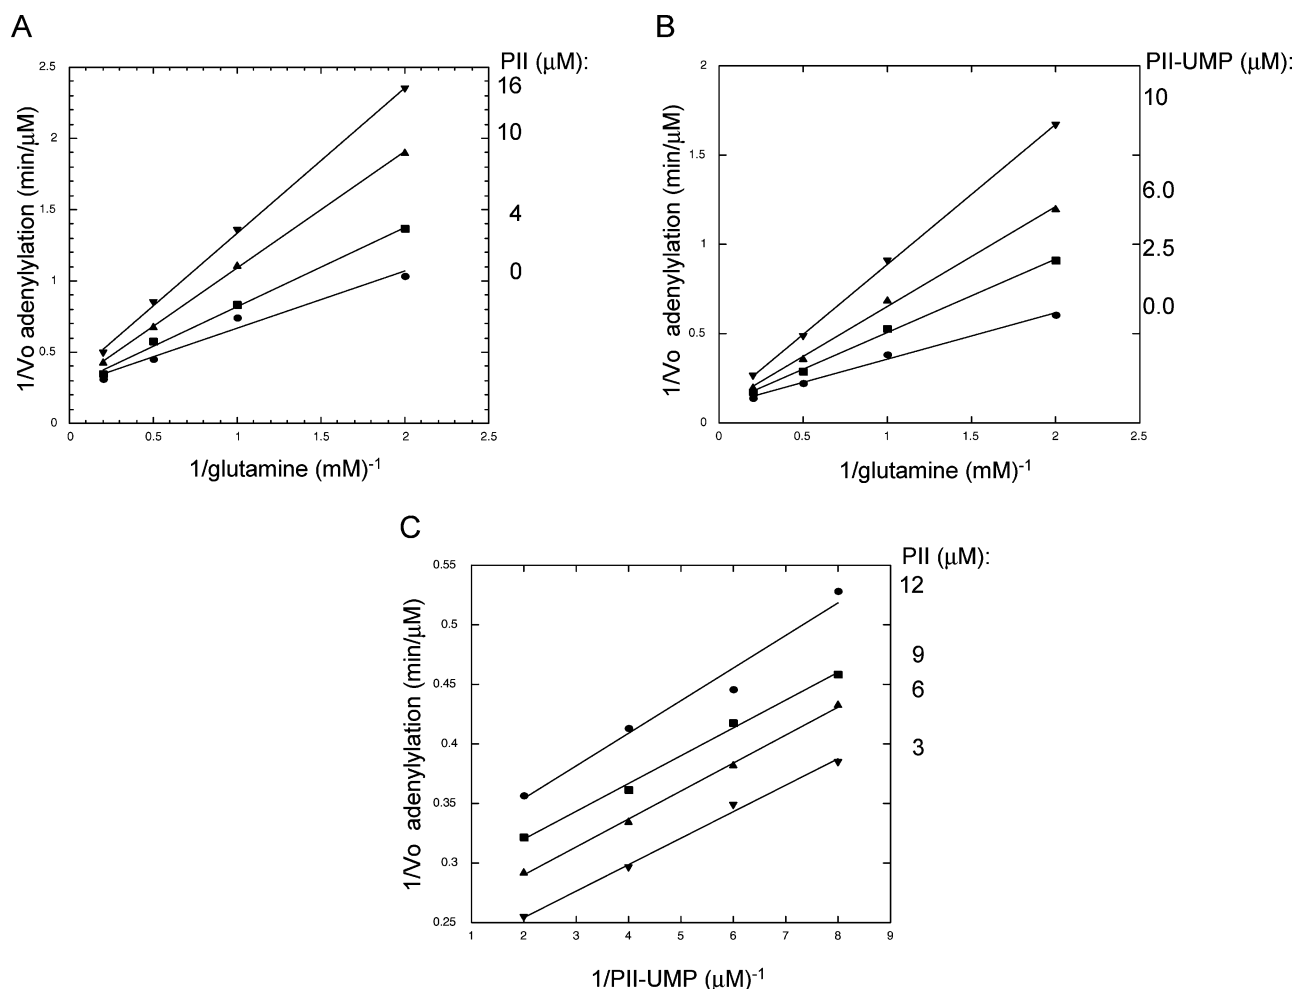 A
PII (μM):
16
10
4
0
1/Vo adenylylation (min/μM)
2.5
2
1.5
1
0.5
0
0 0.5 1 1.5 2 2.5
1/glutamine (mM)-1
B
PII-UMP (μM):
10
6.0
2.5
0.0
1/Vo adenylylation (min/μM)
2
1.5
1
0.5
0
0 0.5 1 1.5 2 2.5
1/glutamine (mM)-1
C
PII (μM):
12
9
6
3
1/Vo adenylylation (min/μM)
0.55
0.5
0.45
0.4
0.35
0.3
0.25
1 2 3 4 5 6 7 8 9
1/PII-UMP (μM)-1